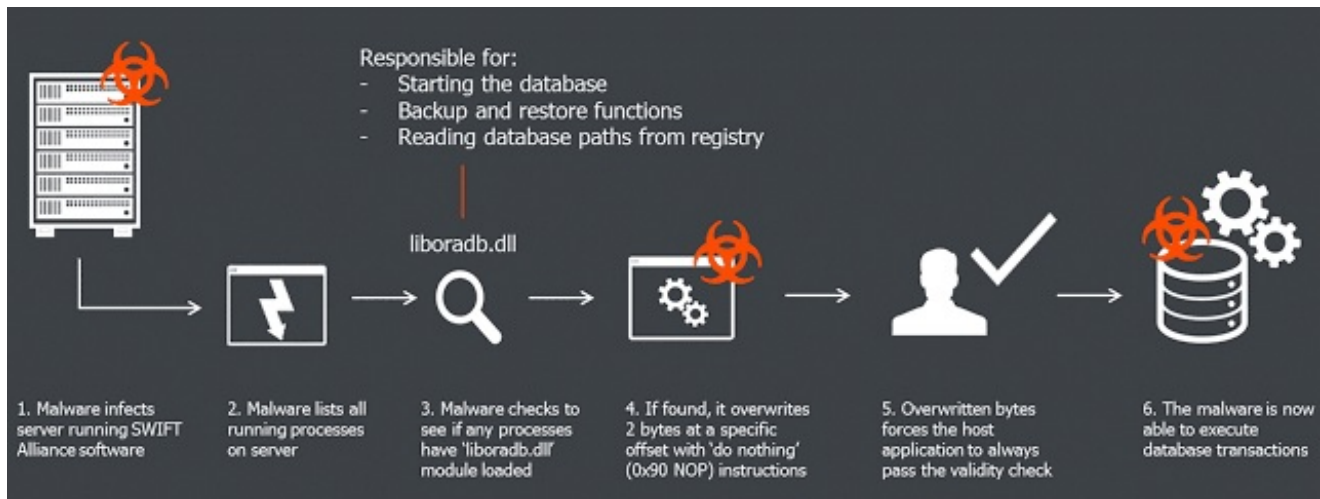 Responsible for:
- Starting the database
- Backup and restore functions
- Reading database paths from registry
liboradb.dll
1. Malware infects
server running SWIFT
Alliance software
2. Malware lists all
running processes
on server
3. Malware checks to
see if any processes
have 'liboradb.dll'
module loaded
4. If found, it overwrites
2 bytes at a specific
offset with 'do nothing'
(0x90 NOP) instructions
5. Overwritten bytes
forces the host
application to always
pass the validity check
6. The malware is now
able to execute
database transactions